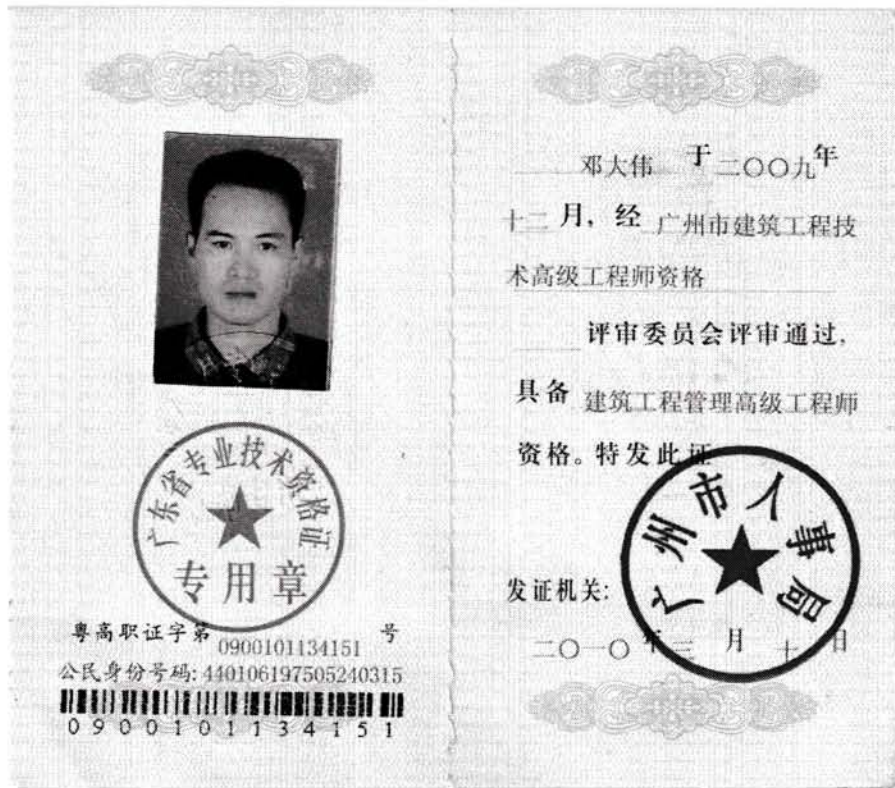 广东省专业技术资格证
专用章
粤高职证字第 0900101134151 号
公民身份号码: 440106197505240315
0900101134151
邓大伟 于 二〇〇九年
十二 月, 经 广州市建筑工程技
术高级工程师资格
评审委员会评审通过,
具备 建筑工程管理高级工程师
资格。特发此证
广州市人事局
发证机关:
二〇一〇 年 三 月 十 日